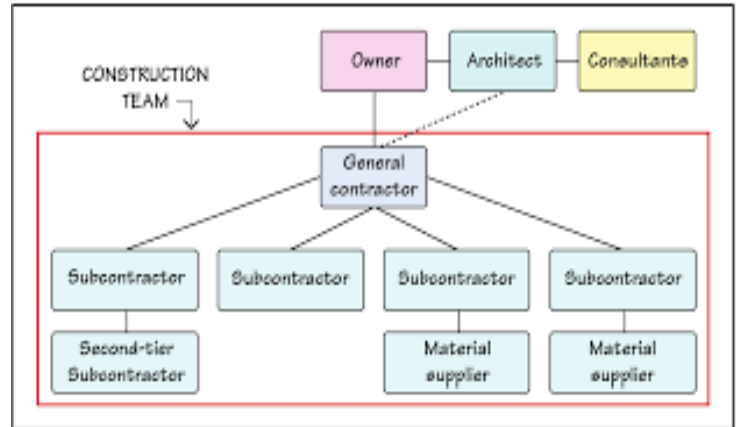 Owner
Architect
Consultants
CONSTRUCTION
TEAM
General
contractor
Subcontractor
Subcontractor
Subcontractor
Subcontractor
Second-tier
Subcontractor
Material
supplier
Material
supplier